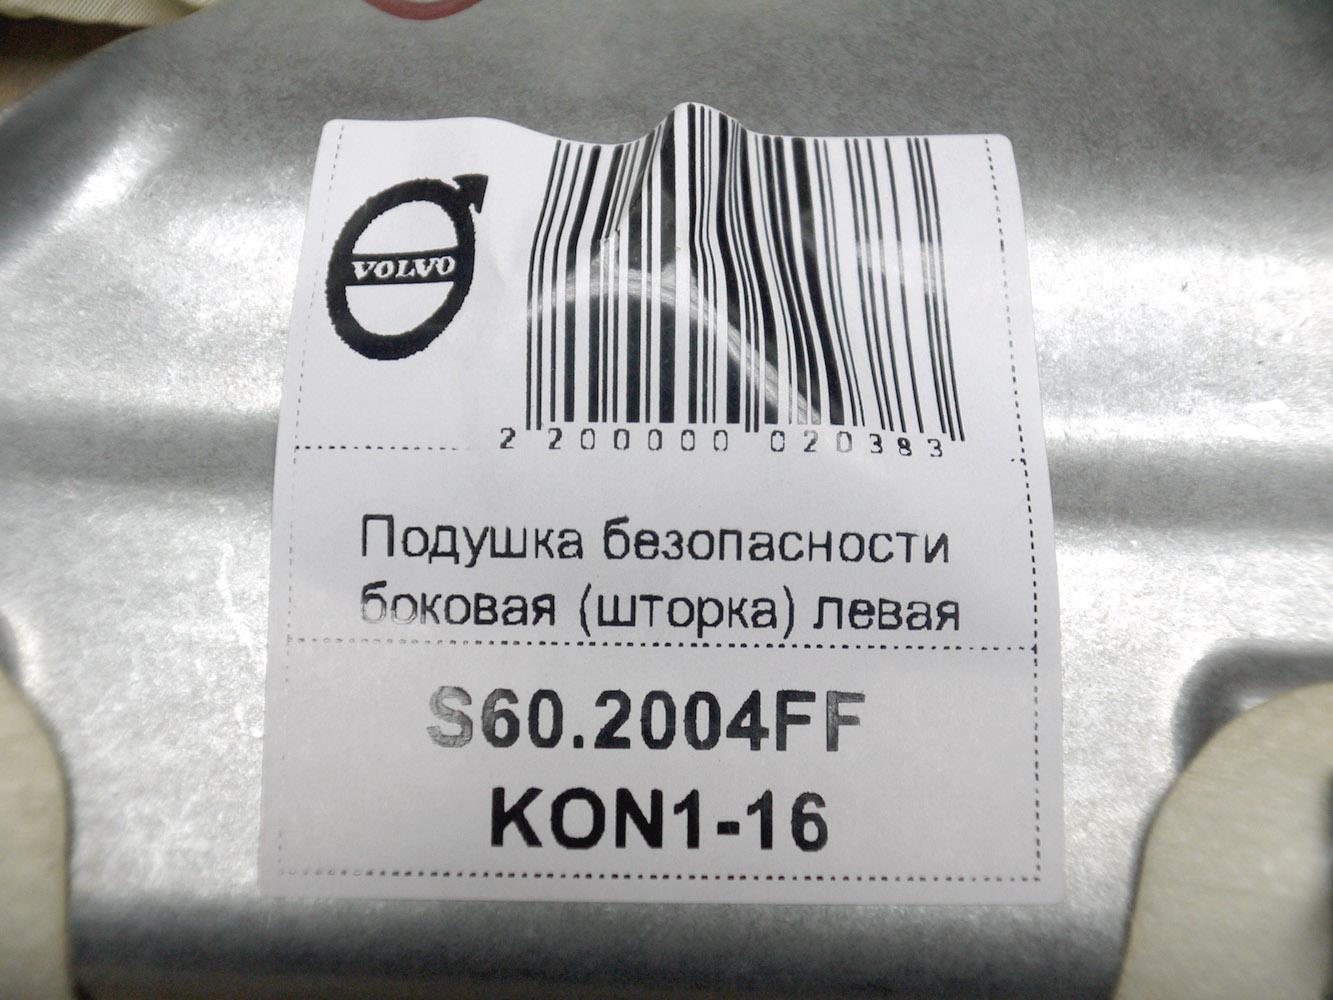 VOLVO
2 200000 020383
Подушка безопасности
боковая (шторка) левая
S60.2004FF
KON1-16